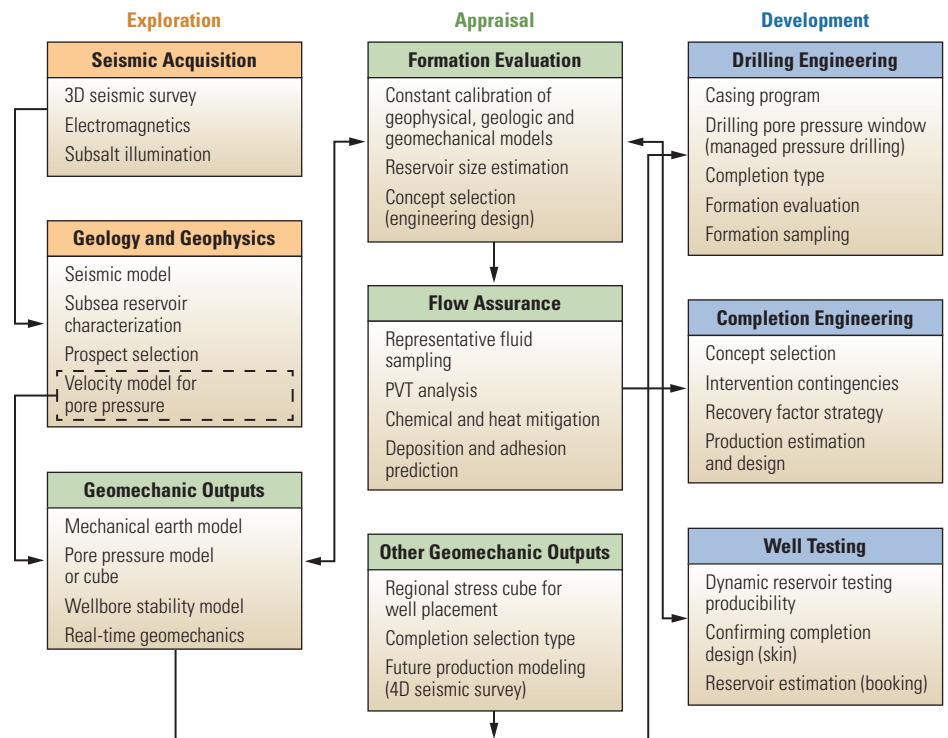 Exploration
Seismic Acquisition
3D seismic survey
Electromagnetics
Subsalt illumination
Geology and Geophysics
Seismic model
Subsea reservoir
characterization
Prospect selection
Velocity model for
pore pressure
Geomechanic Outputs
Mechanical earth model
Pore pressure model
or cube
Wellbore stability model
Real-time geomechanics
Appraisal
Formation Evaluation
Constant calibration of
geophysical, geologic and
geomechanical models
Reservoir size estimation
Concept selection
(engineering design)
Flow Assurance
Representative fluid
sampling
PVT analysis
Chemical and heat mitigation
Deposition and adhesion
prediction
Other Geomechanic Outputs
Regional stress cube for
well placement
Completion selection type
Future production modeling
(4D seismic survey)
Development
Drilling Engineering
Casing program
Drilling pore pressure window
(managed pressure drilling)
Completion type
Formation evaluation
Formation sampling
Completion Engineering
Concept selection
Intervention contingencies
Recovery factor strategy
Production estimation
and design
Well Testing
Dynamic reservoir testing
producibility
Confirming completion
design (skin)
Reservoir estimation (booking)